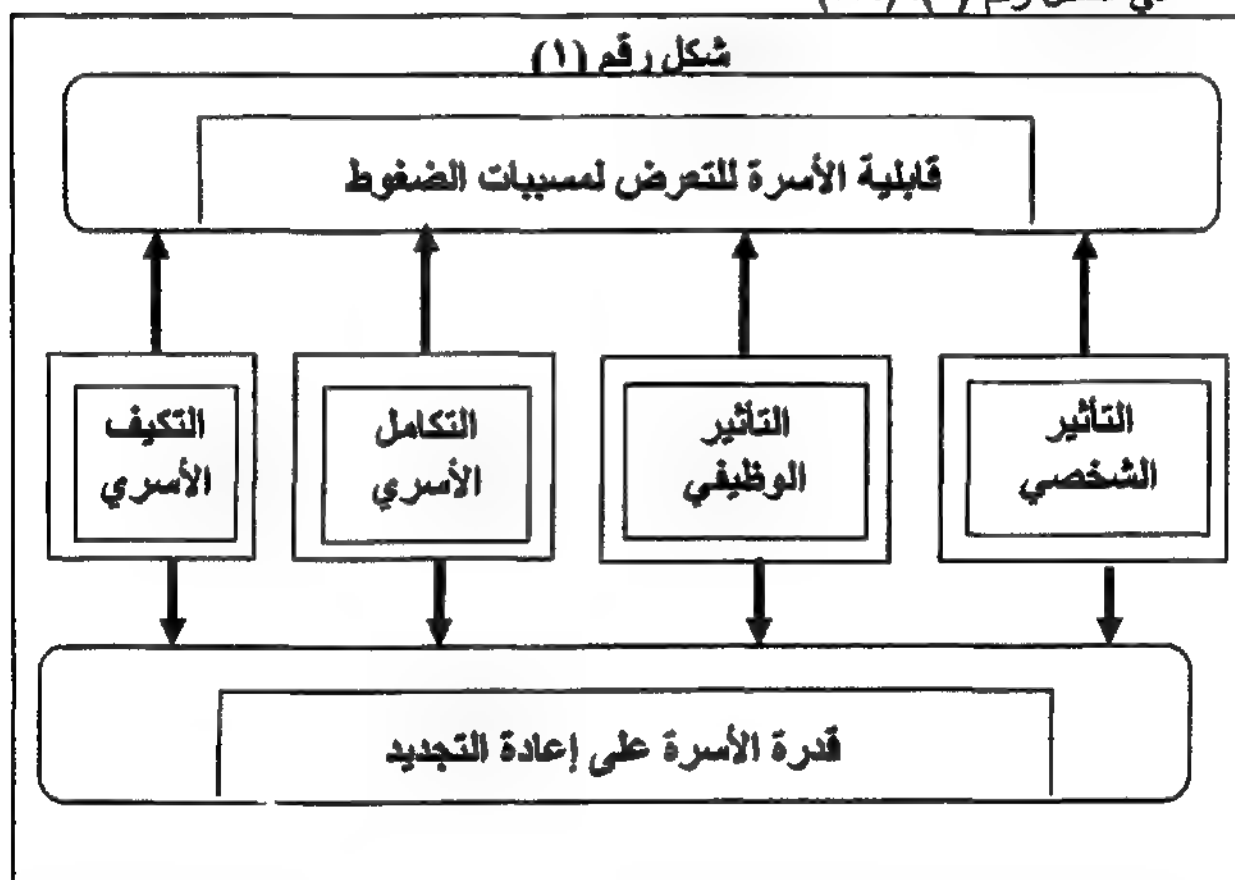 شكل رقم (١)
قابلية الأسرة للتعرض لمسببات الضغوط
التأثير
الشخصي
التأثير
الوظيفي
التكامل
الأسري
التكيف
الأسري
قدرة الأسرة على إعادة التجديد